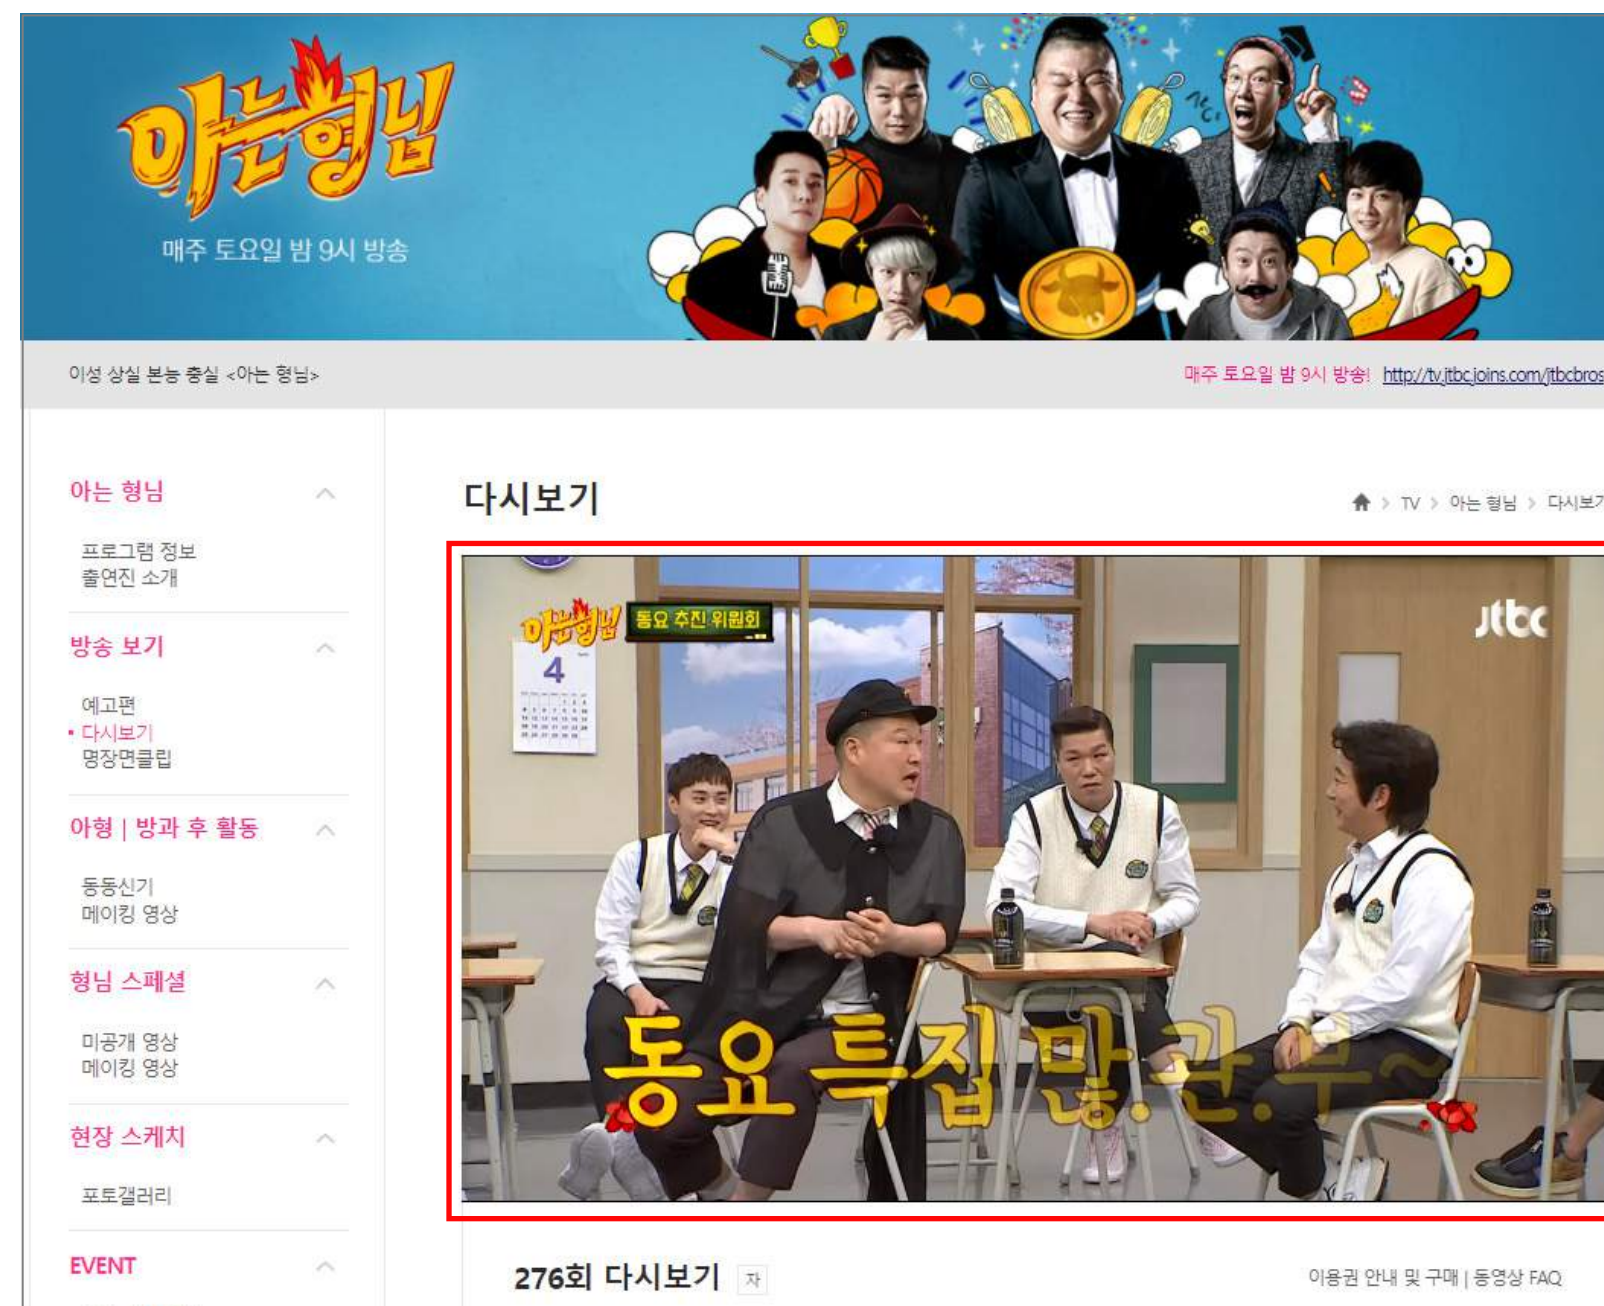 아는형님
매주 토요일 밤 9시 방송
이성 상실 본능 충실 <아는 형님>
매주 토요일 밤 9시 방송! http://tv.jtbc.joins.com/jtbcbros
아는 형님
프로그램 정보
출연진 소개
방송 보기
예고편
다시보기
명장면클립
아형 | 방과 후 활동
동동신기
메이킹 영상
형님 스페셜
미공개 영상
메이킹 영상
현장 스케치
포토갤러리
EVENT
다시보기
TV > 아는 형님 > 다시보기
아는형님 동요 추진 위원회
jtbc
4
동요 특집 많.관.부~
276회 다시보기 자
이용권 안내 및 구매 | 동영상 FAQ